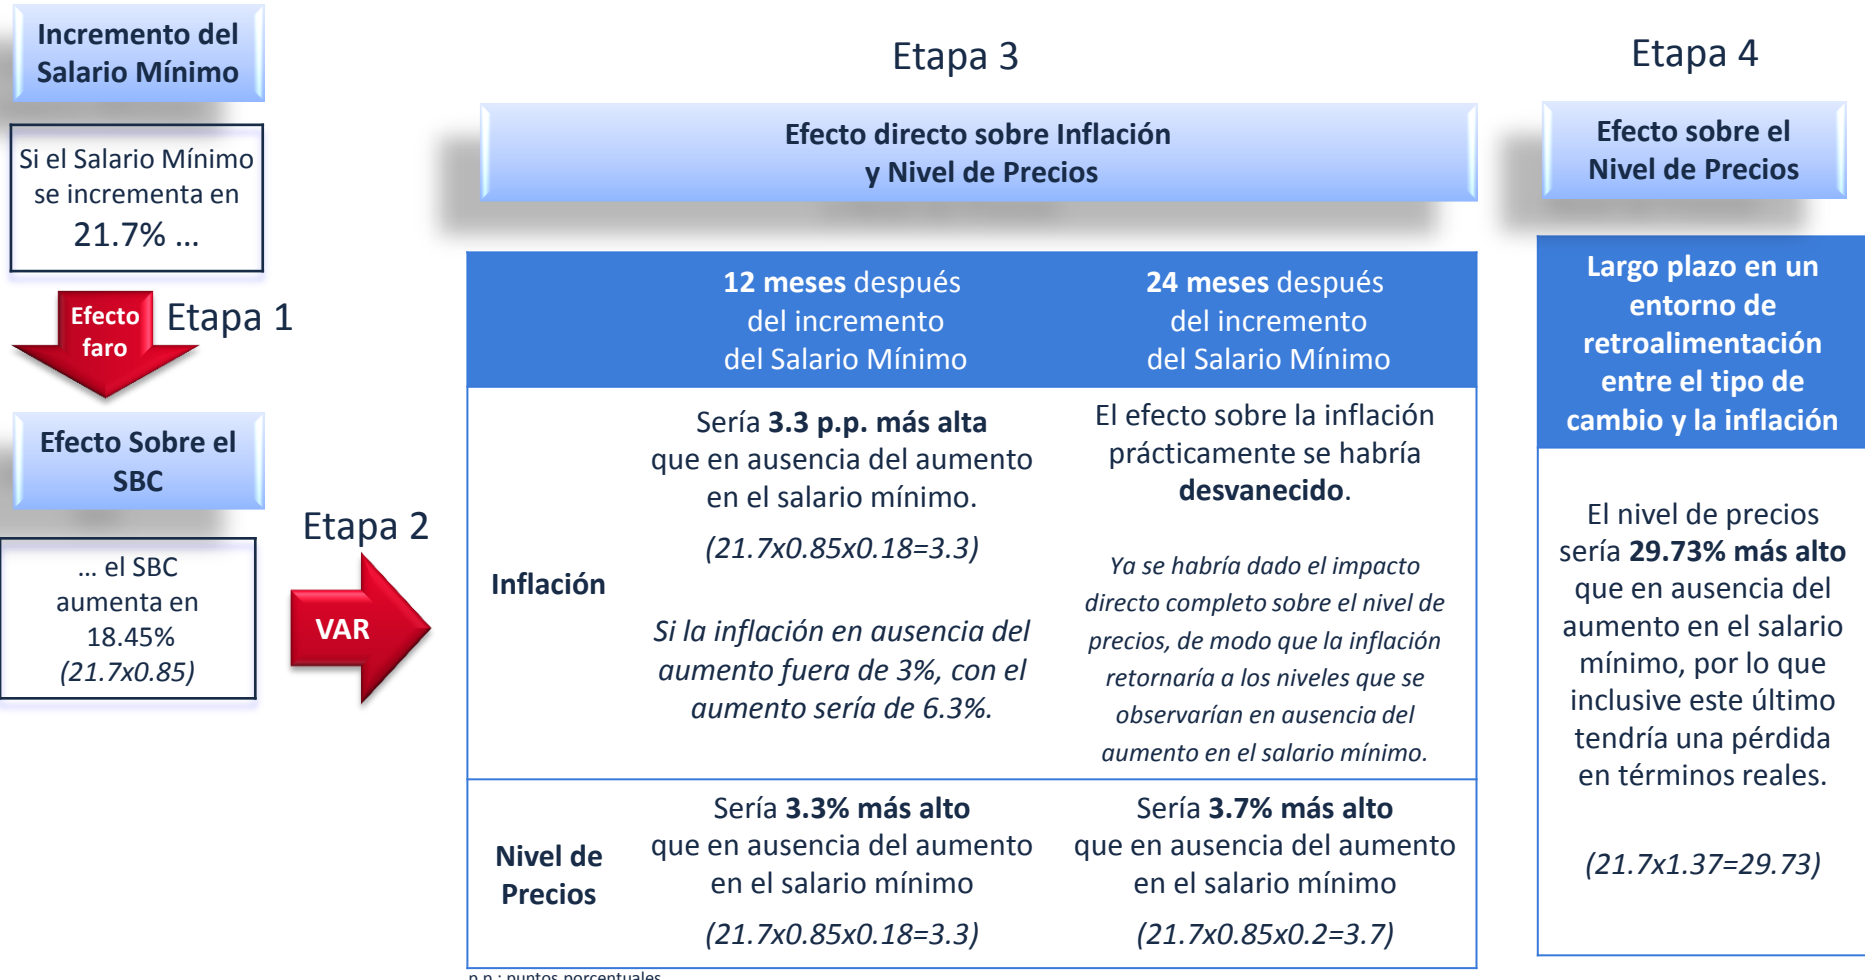 Incremento del
Salario Mínimo
Si el Salario Mínimo
se incrementa en
21.7% ...
Efecto
faro
Etapa 1
Efecto Sobre el
SBC
... el SBC
aumenta en
18.45%
(21.7x0.85)
Etapa 2
VAR
Etapa 3
Efecto directo sobre Inflación
y Nivel de Precios
12 meses después
del incremento
del Salario Mínimo
24 meses después
del incremento
del Salario Mínimo
Inflación
Sería 3.3 p.p. más alta
que en ausencia del aumento
en el salario mínimo.
(21.7x0.85x0.18=3.3)
Si la inflación en ausencia del
aumento fuera de 3%, con el
aumento sería de 6.3%.
El efecto sobre la inflación
prácticamente se habría
desvanecido.
Ya se habría dado el impacto
directo completo sobre el nivel de
precios, de modo que la inflación
retornaría a los niveles que se
observarían en ausencia del
aumento en el salario mínimo.
Nivel de
Precios
Sería 3.3% más alto
que en ausencia del aumento
en el salario mínimo
(21.7x0.85x0.18=3.3)
Sería 3.7% más alto
que en ausencia del aumento
en el salario mínimo
(21.7x0.85x0.2=3.7)
p.p.: puntos porcentuales
Etapa 4
Efecto sobre el
Nivel de Precios
Largo plazo en un
entorno de
retroalimentación
entre el tipo de
cambio y la inflación
El nivel de precios
sería 29.73% más alto
que en ausencia del
aumento en el salario
mínimo, por lo que
inclusive este último
tendría una pérdida
en términos reales.
(21.7x1.37=29.73)